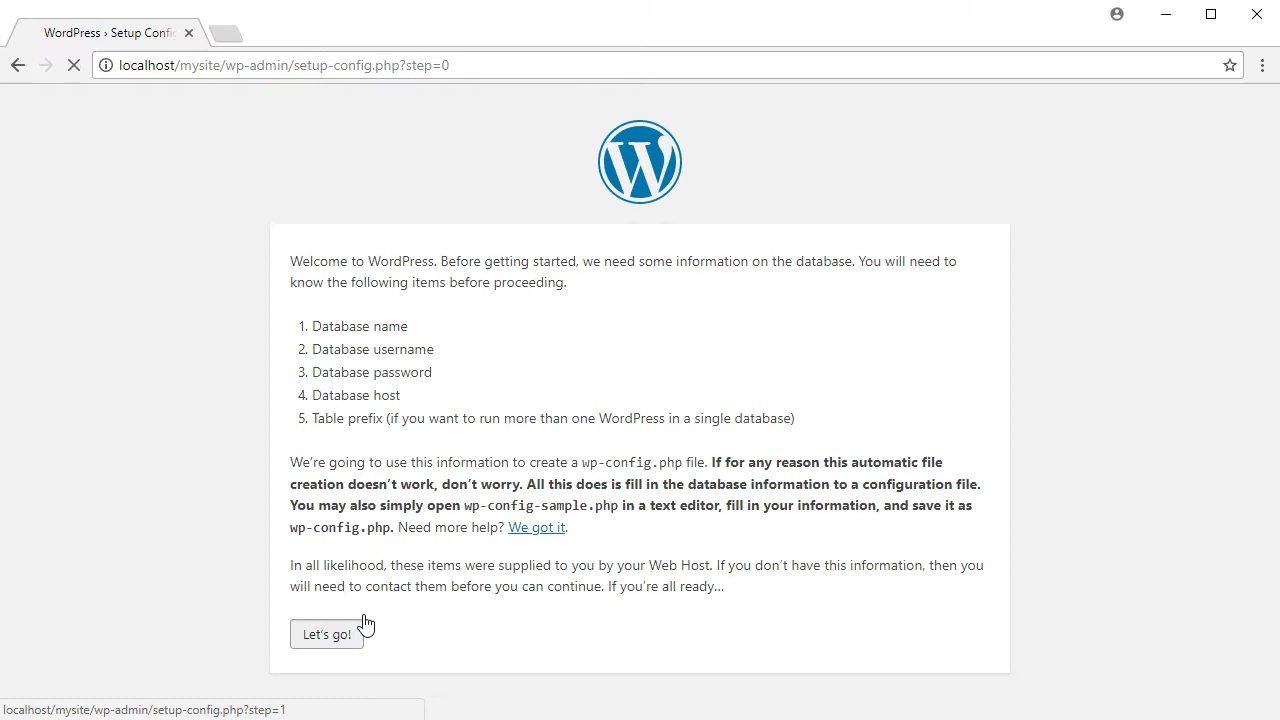 WordPress › Setup Confi
localhost/mysite/wp-admin/setup-config.php?step=0
W
Welcome to WordPress. Before getting started, we need some information on the database. You will need to
know the following items before proceeding.
1. Database name
2. Database username
3. Database password
4. Database host
5. Table prefix (if you want to run more than one WordPress in a single database)
We’re going to use this information to create a wp-config.php file. If for any reason this automatic file
creation doesn’t work, don’t worry. All this does is fill in the database information to a configuration file.
You may also simply open wp-config-sample.php in a text editor, fill in your information, and save it as
wp-config.php. Need more help? We got it.
In all likelihood, these items were supplied to you by your Web Host. If you don’t have this information, then you
will need to contact them before you can continue. If you’re all ready…
Let’s go!
localhost/mysite/wp-admin/setup-config.php?step=1